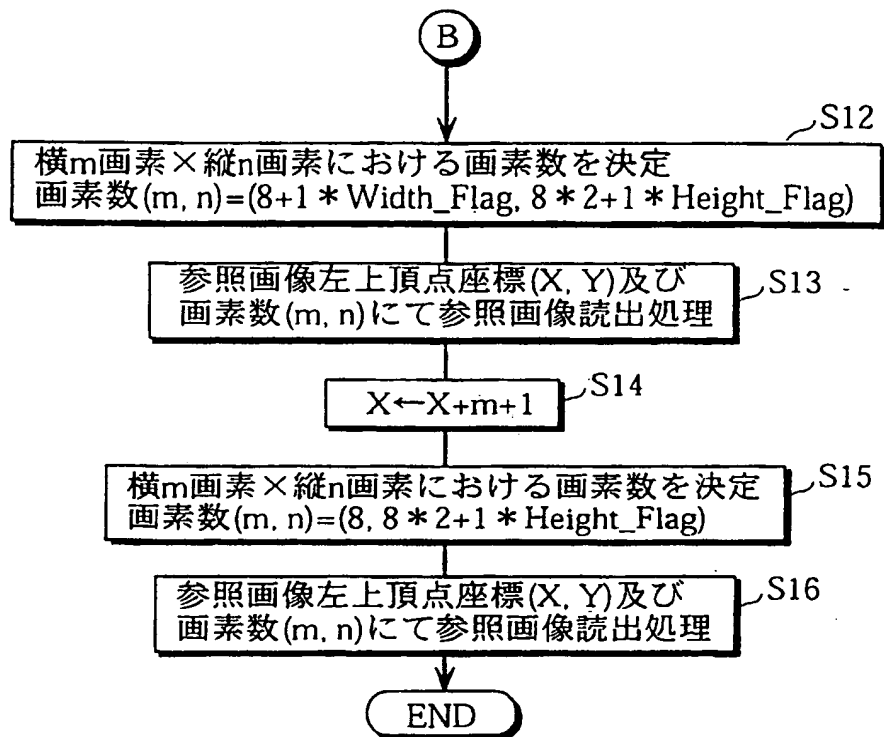 B
S12
横m画素×縦n画素における画素数を決定
画素数(m, n)=(8+1*Width_Flag, 8*2+1*Height_Flag)
参照画像左上頂点座標(X, Y)及び
画素数(m, n)にて参照画像読出処理
S13
X←X+m+1
S14
横m画素×縦n画素における画素数を決定
画素数(m, n)=(8, 8*2+1*Height_Flag)
S15
参照画像左上頂点座標(X, Y)及び
画素数(m, n)にて参照画像読出処理
S16
END